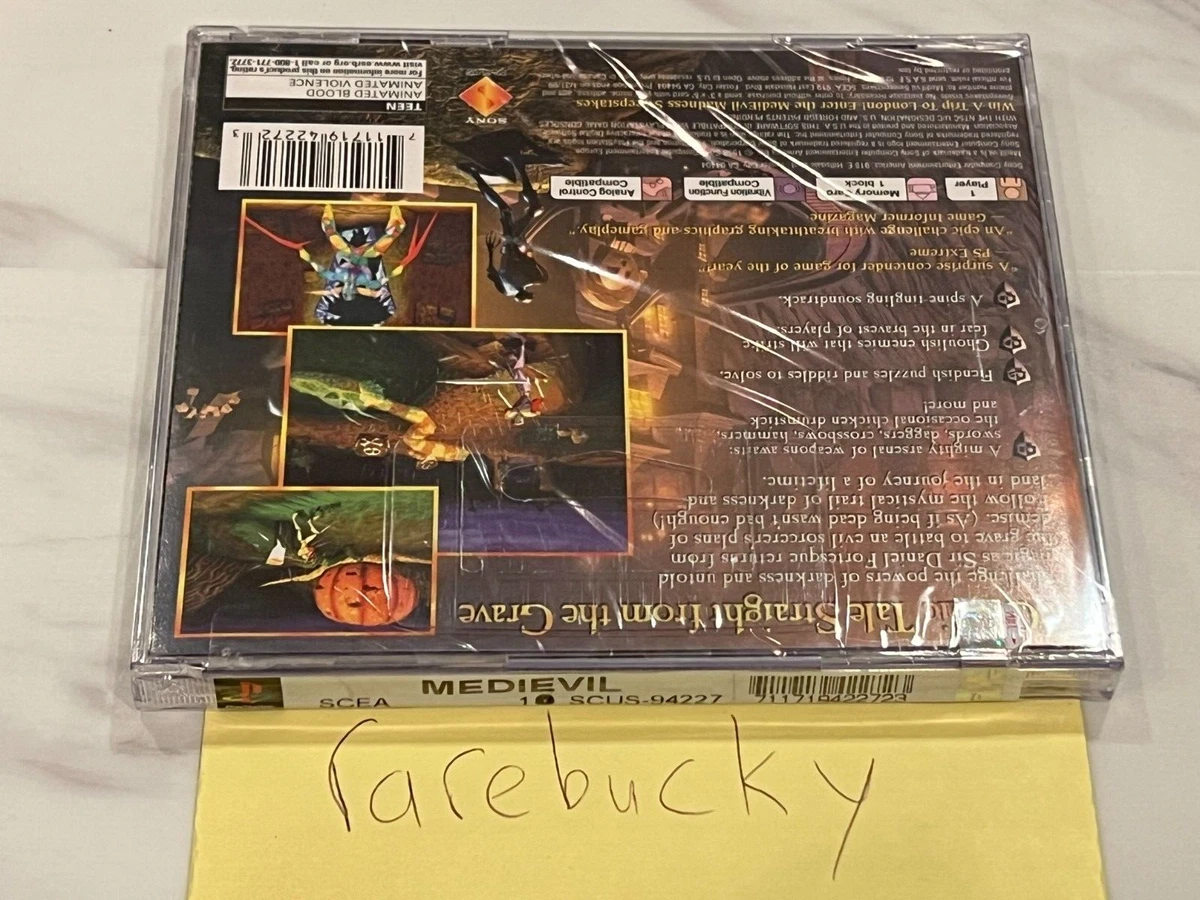 Epic Tale Straight from the Grave
Challenge the powers of darkness and untold
magic as Sir Daniel Fortesque returns from
the grave to battle an evil sorcerer's plans of
demise. (As if being dead wasn't bad enough!)
Follow the mystical trail of darkness and
land in the journey of a lifetime.
A mighty arsenal of weapons awaits:
swords, daggers, crossbows, hammers,
the occasional chicken drumstick
and more!
Fiendish puzzles and riddles to solve.
Ghoulish enemies that will strike
fear in the bravest of players.
A spine-tingling soundtrack.
"A surprise contender for game of the year!"
— PS Extreme
"An epic challenge with breathtaking graphics and gameplay."
— Game Informer Magazine
1
Player
Memory Card
1 block
Vibration Function
Compatible
Analog Control
Compatible
Win A Trip To London! Enter the MediEvil Madness Sweepstakes
SONY
7 11719 42272 3
TEEN
ANIMATED BLOOD
ANIMATED VIOLENCE
For more information on this product's rating,
visit www.esrb.org or call 1-800-771-3772.
SCEA
MEDIEVIL
1 SCUS-94227
711719422723
rarebucky